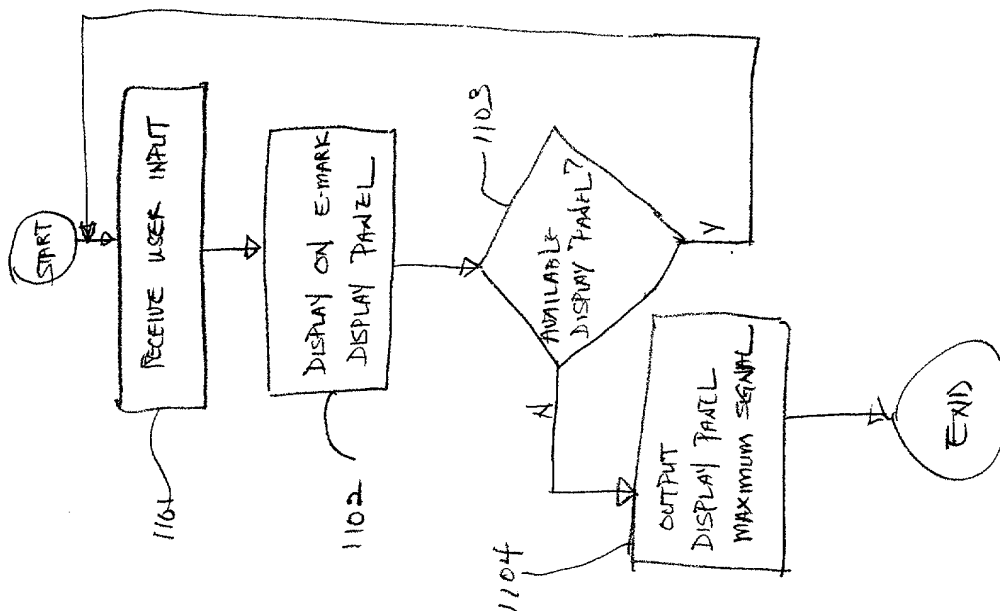 START
RECEIVE USER INPUT
1101
DISPLAY ON E-MARK
DISPLAY PANEL
1102
AVAILABLE
DISPLAY PANEL?
1103
Y
N
OUTPUT
DISPLAY PANEL
MAXIMUM SIGNAL
1104
END